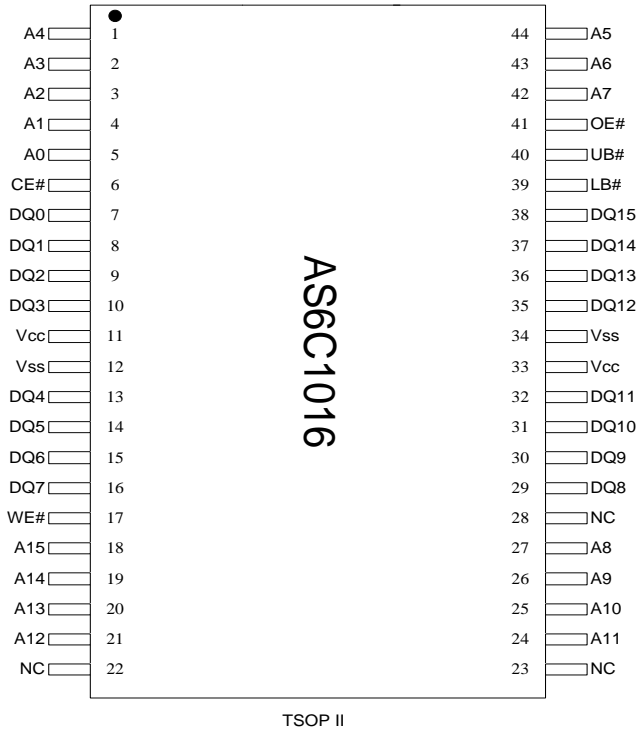 A4 1 44 A5
A3 2 43 A6
A2 3 42 A7
A1 4 41 OE#
A0 5 40 UB#
CE# 6 39 LB#
DQ0 7 38 DQ15
DQ1 8 37 DQ14
DQ2 9 36 DQ13
DQ3 10 35 DQ12
Vcc 11 34 Vss
Vss 12 33 Vcc
DQ4 13 32 DQ11
DQ5 14 31 DQ10
DQ6 15 30 DQ9
DQ7 16 29 DQ8
WE# 17 28 NC
A15 18 27 A8
A14 19 26 A9
A13 20 25 A10
A12 21 24 A11
NC 22 23 NC
AS6C1016
TSOP II